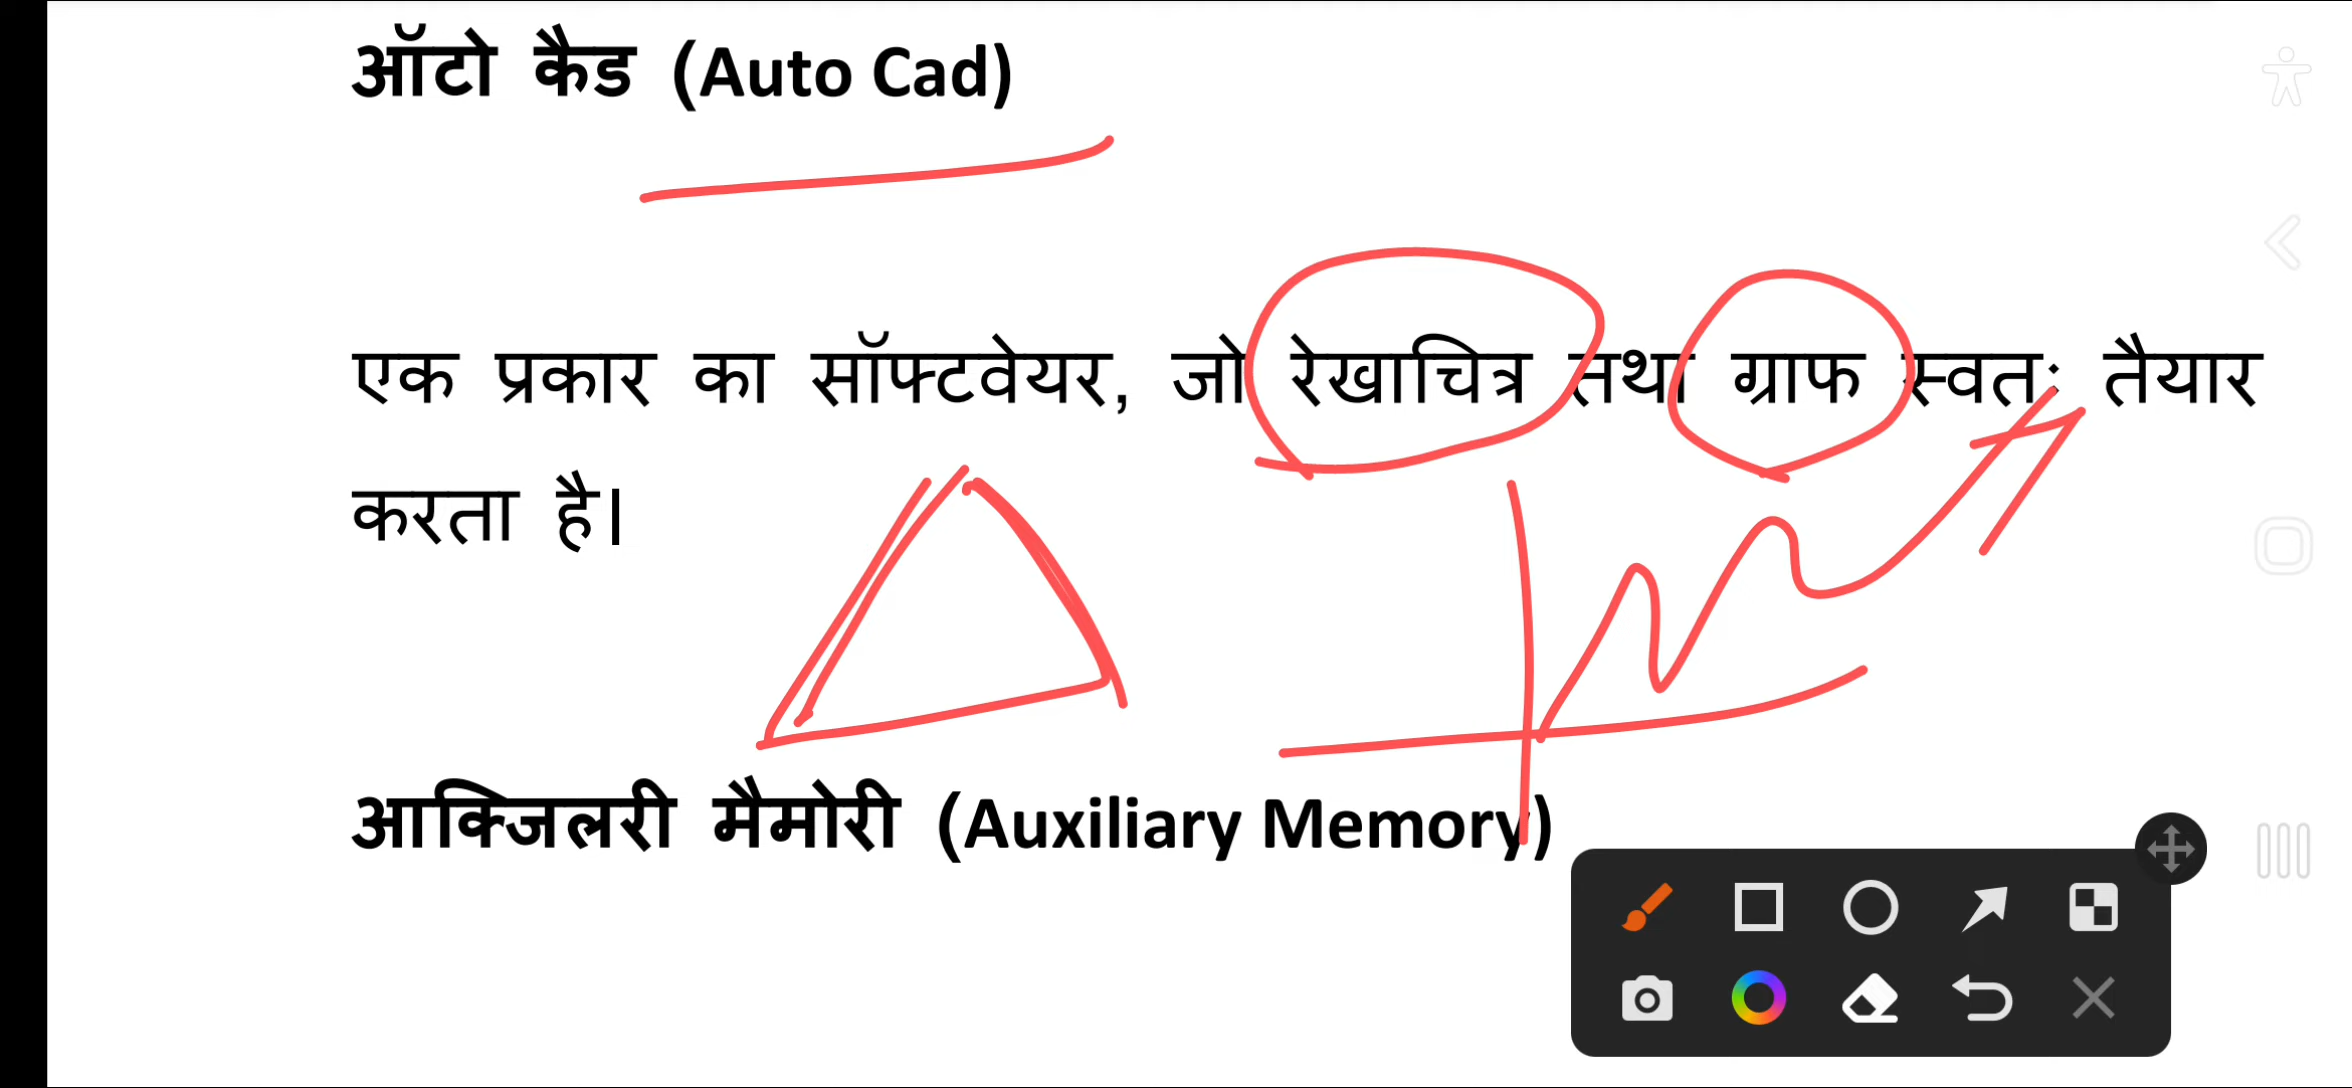 ऑटो कैड (Auto Cad)
एक प्रकार का सॉफ्टवेयर, जो रेखाचित्र तथा ग्राफ स्वतः तैयार
करता है।
आक्जिलरी मैमोरी (Auxiliary Memory)